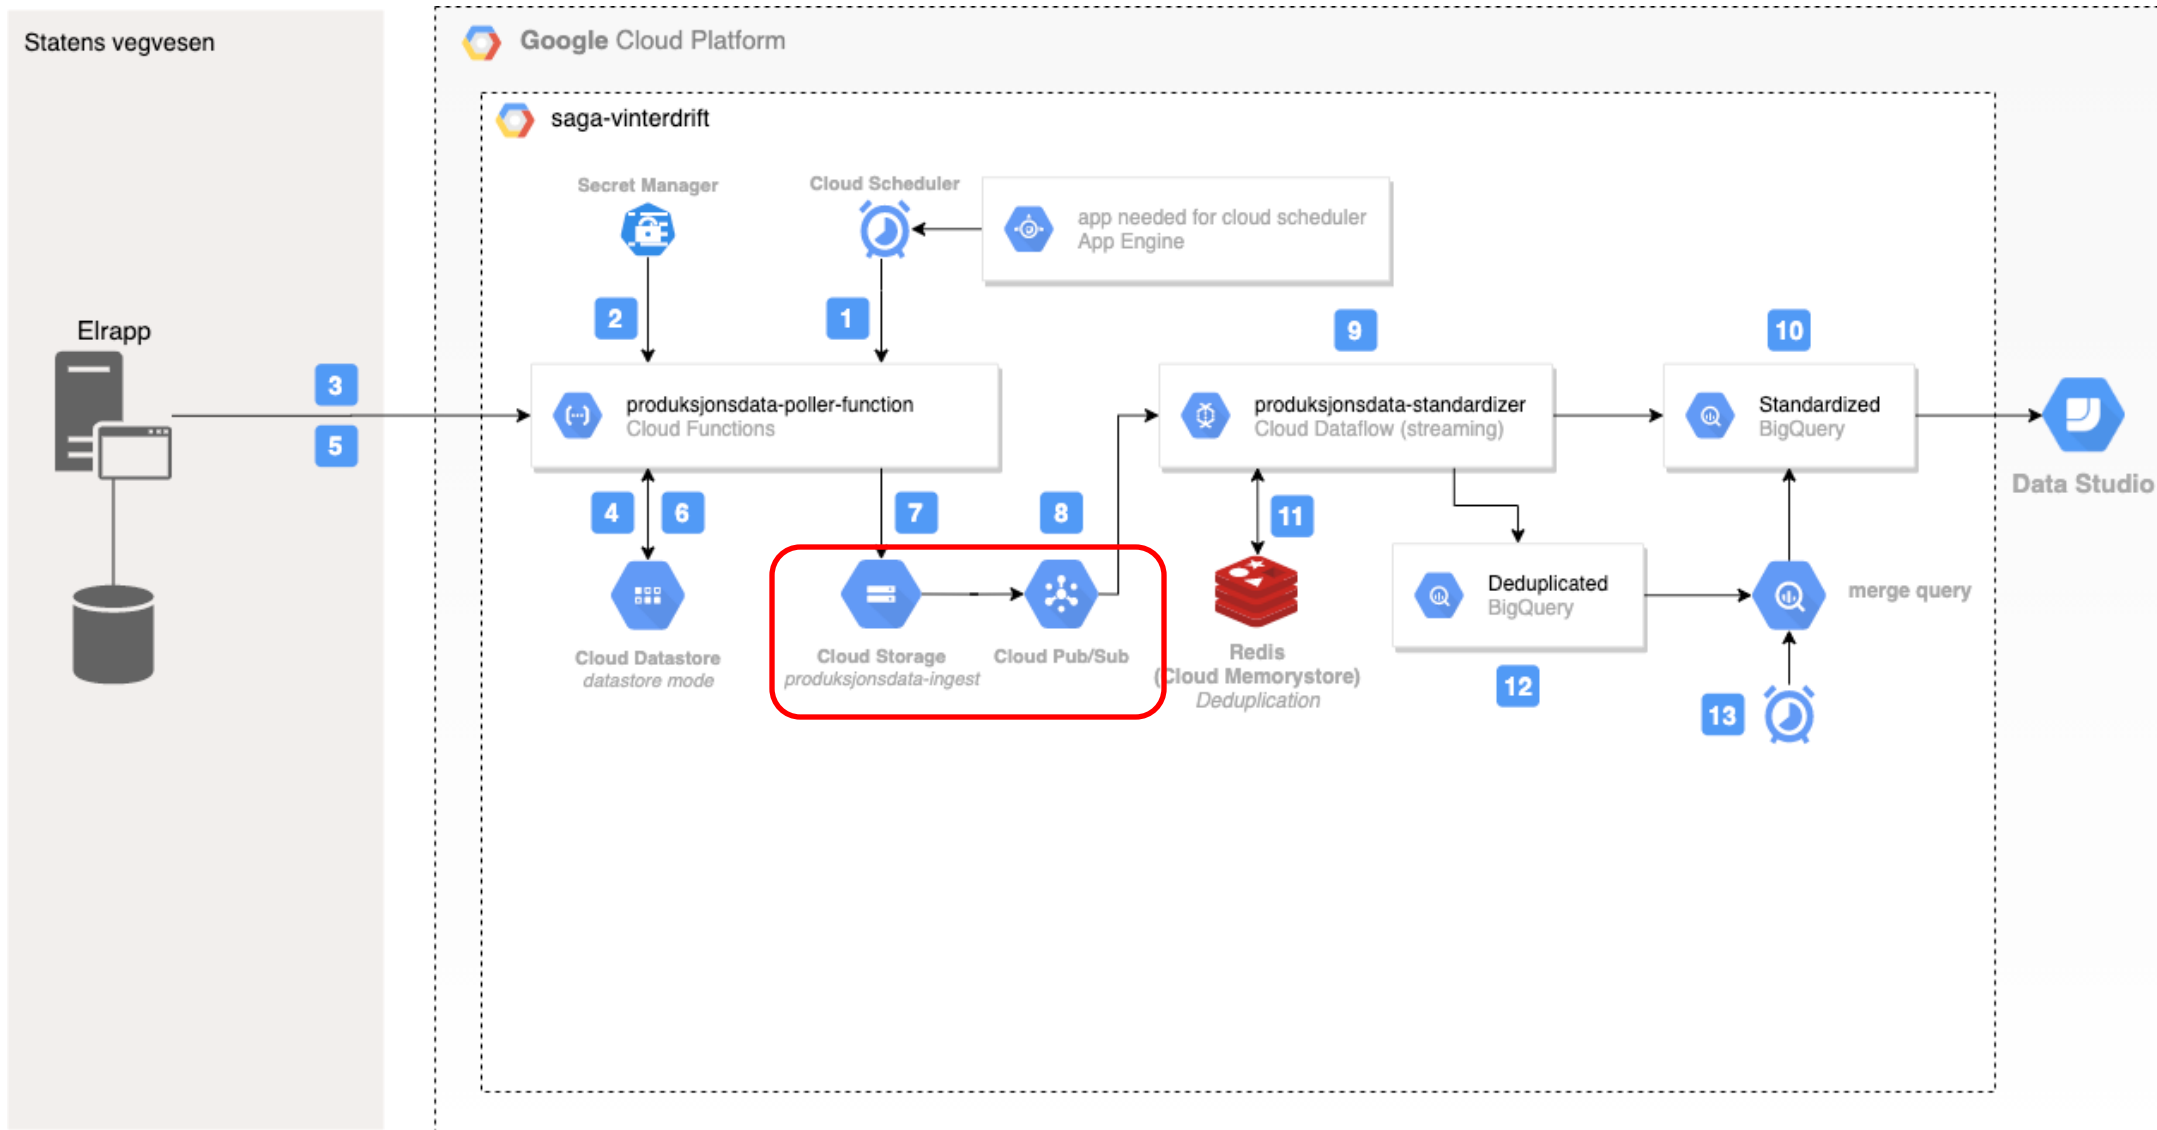 Statens vegvesen
Google Cloud Platform
saga-vinterdrift
Secret Manager
Cloud Scheduler
app needed for cloud scheduler
App Engine
2
1
9
10
Elrapp
3
5
produksjonsdata-poller-function
Cloud Functions
produksjonsdata-standardizer
Cloud Dataflow (streaming)
Standardized
BigQuery
Data Studio
4
6
7
8
11
Deduplicated
BigQuery
merge query
Cloud Datastore
datastore mode
Cloud Storage
produksjonsdata-ingest
Cloud Pub/Sub
Redis
(Cloud Memorystore)
Deduplication
12
13